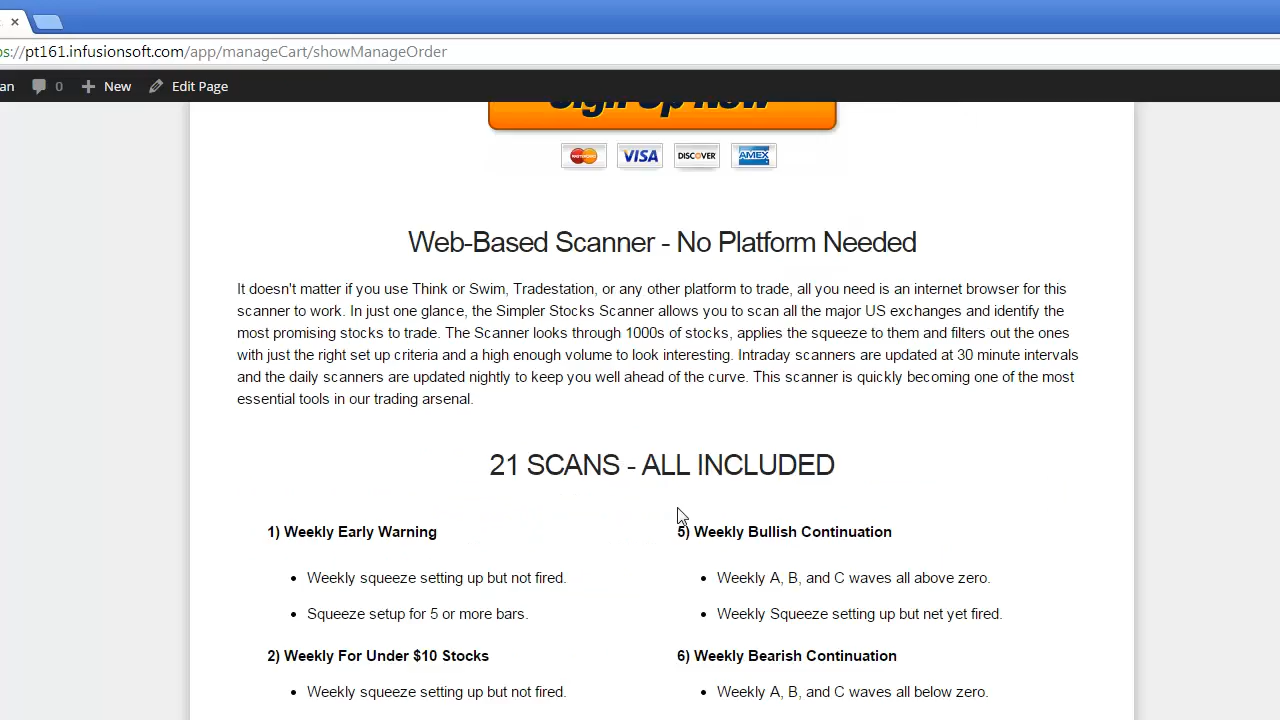 ps://pt161.infusionsoft.com/app/manageCart/showManageOrder
an 0 New Edit Page
Sign Up Now
MasterCard VISA DISCOVER AMEX
Web-Based Scanner - No Platform Needed
It doesn't matter if you use Think or Swim, Tradestation, or any other platform to trade, all you need is an internet browser for this
scanner to work. In just one glance, the Simpler Stocks Scanner allows you to scan all the major US exchanges and identify the
most promising stocks to trade. The Scanner looks through 1000s of stocks, applies the squeeze to them and filters out the ones
with just the right set up criteria and a high enough volume to look interesting. Intraday scanners are updated at 30 minute intervals
and the daily scanners are updated nightly to keep you well ahead of the curve. This scanner is quickly becoming one of the most
essential tools in our trading arsenal.
21 SCANS - ALL INCLUDED
1) Weekly Early Warning
Weekly squeeze setting up but not fired.
Squeeze setup for 5 or more bars.
2) Weekly For Under $10 Stocks
Weekly squeeze setting up but not fired.
5) Weekly Bullish Continuation
Weekly A, B, and C waves all above zero.
Weekly Squeeze setting up but net yet fired.
6) Weekly Bearish Continuation
Weekly A, B, and C waves all below zero.